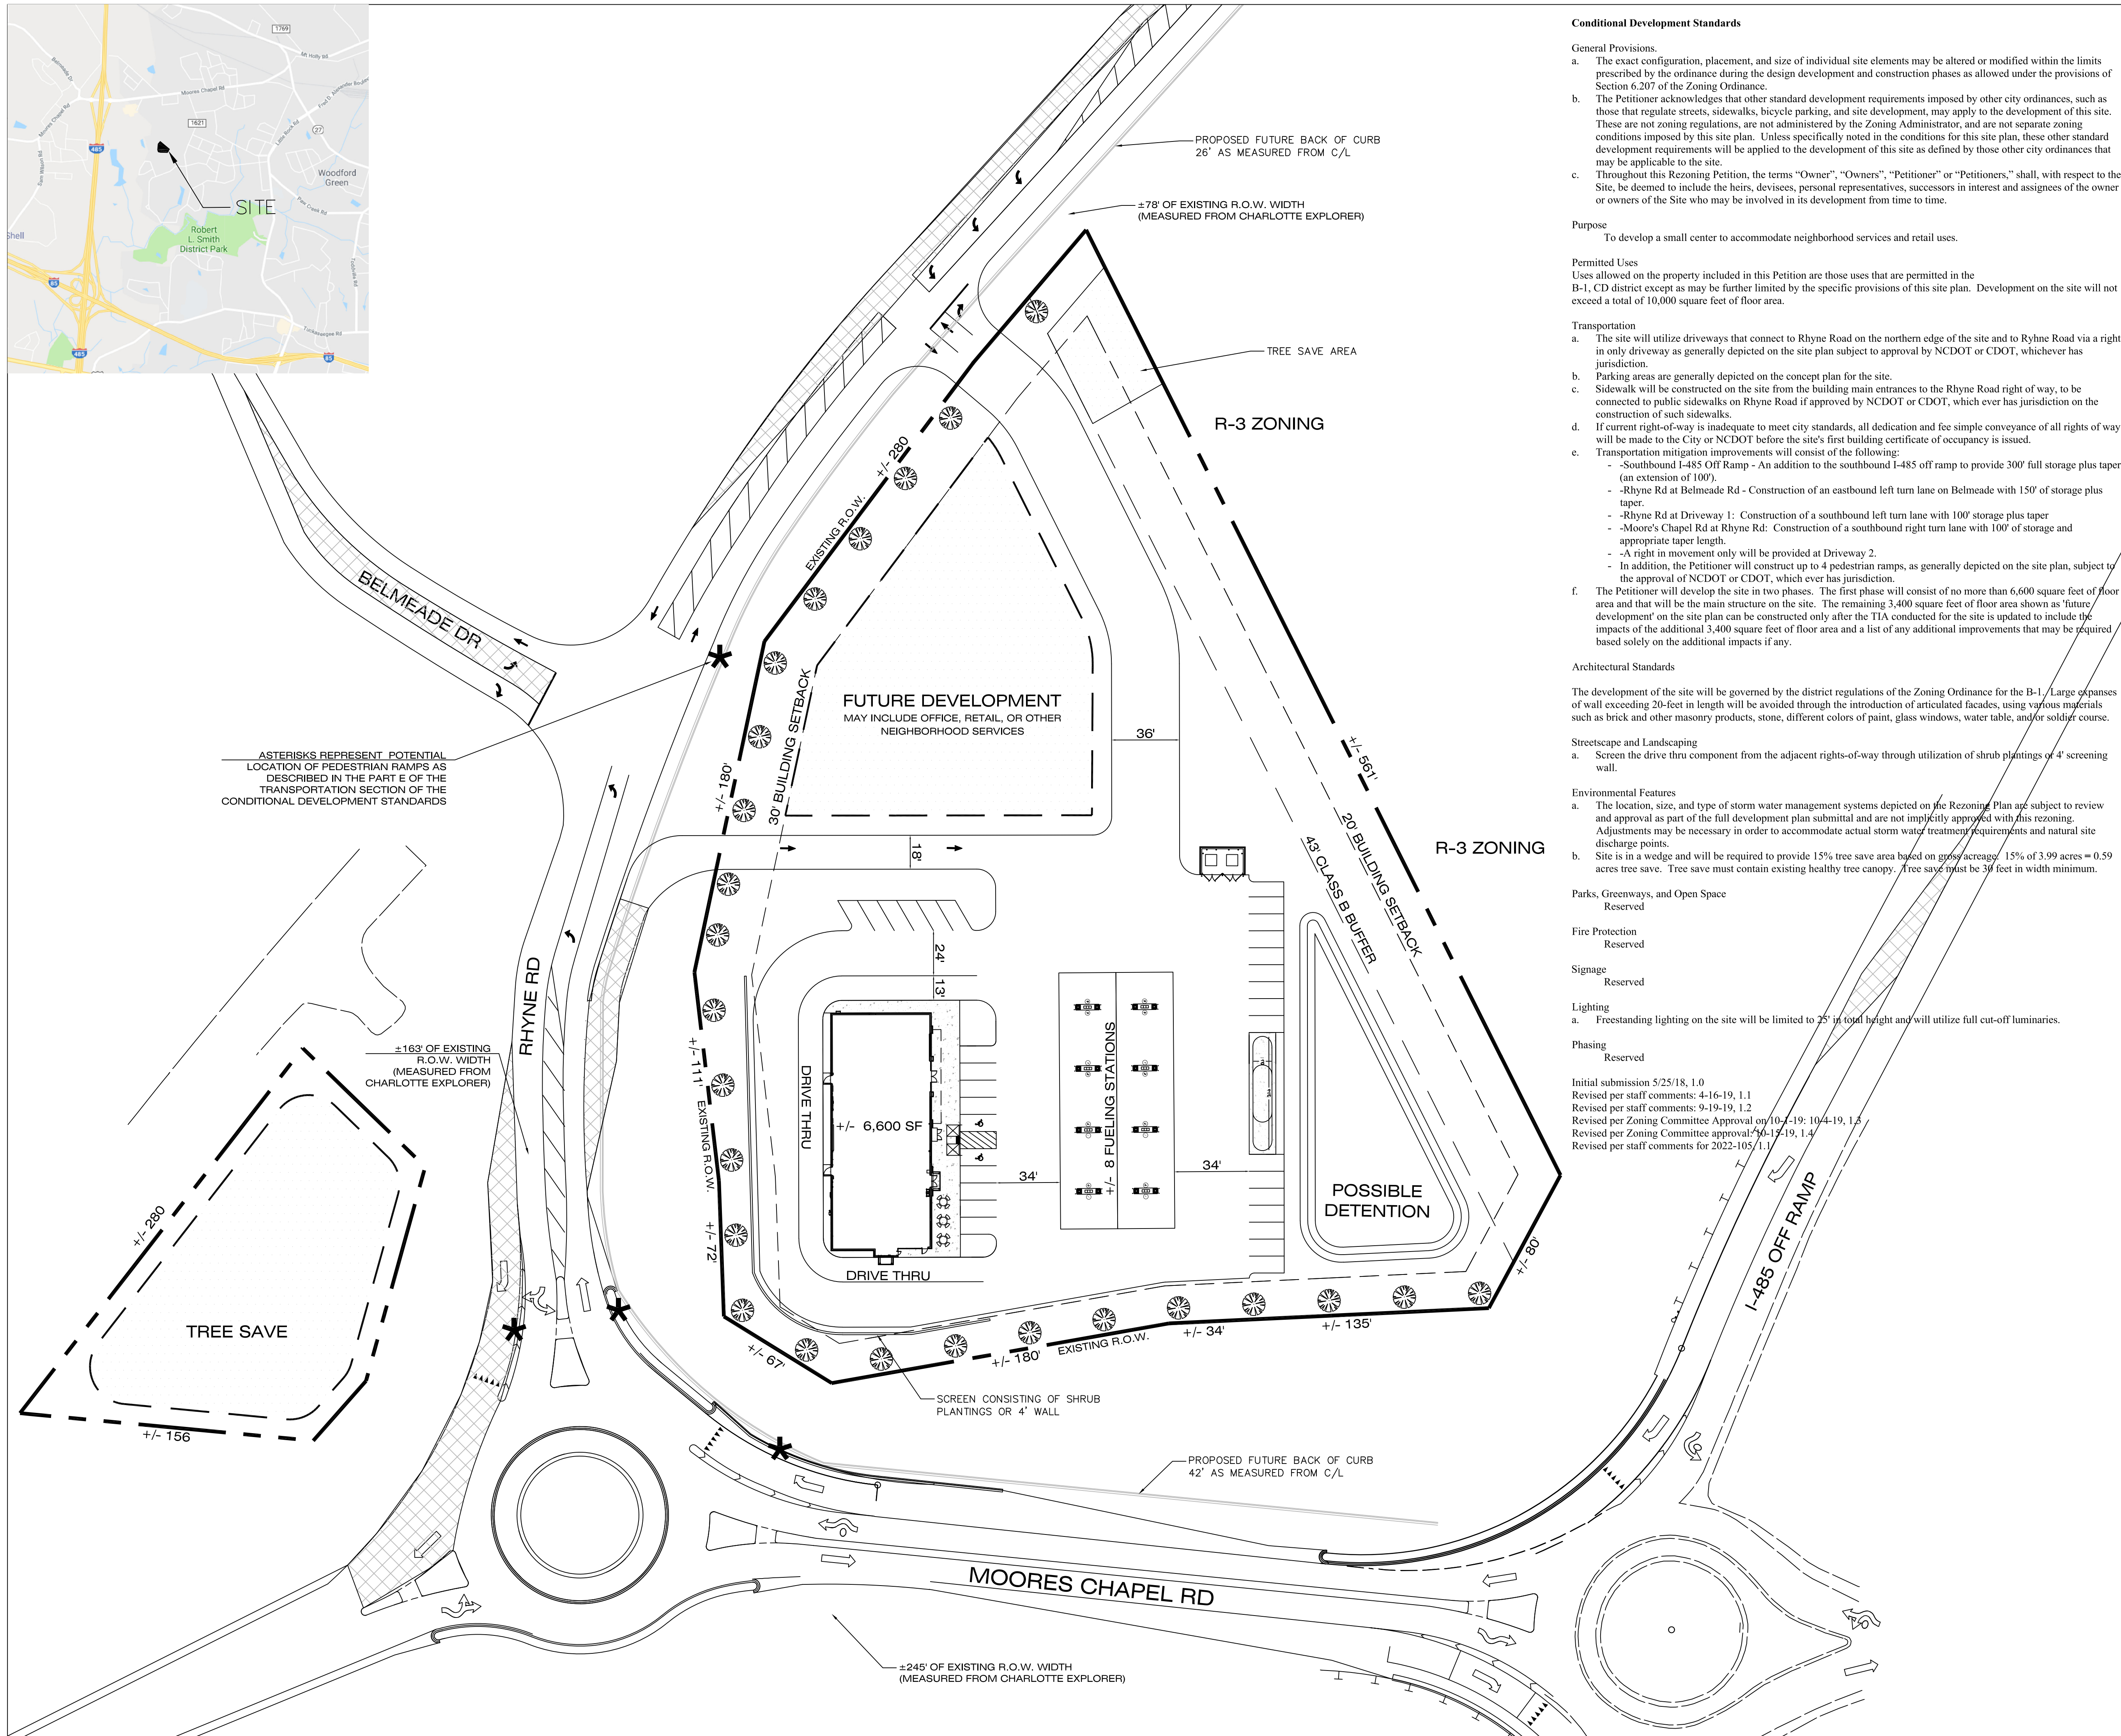 1769
Mt Holly Rd
Belmeade Dr
Moores Chapel Rd
Moores Chapel Rd
Fred D. Alexander Boulevard
1621
27
Little Rock Rd
485
Sam Wilson Rd
Woodford
Green
SITE
Paw Creek Rd
Shell
Robert
L. Smith
District Park
Toddville Rd
85
Tuckaseegee Rd
485
85
PROPOSED FUTURE BACK OF CURB
26' AS MEASURED FROM C/L
±78' OF EXISTING R.O.W. WIDTH
(MEASURED FROM CHARLOTTE EXPLORER)
TREE SAVE AREA
R-3 ZONING
+/- 280
EXISTING R.O.W.
BELMEADE DR
FUTURE DEVELOPMENT
MAY INCLUDE OFFICE, RETAIL, OR OTHER
NEIGHBORHOOD SERVICES
30' BUILDING SETBACK
+/- 180'
36'
+/- 561'
ASTERISKS REPRESENT POTENTIAL
LOCATION OF PEDESTRIAN RAMPS AS
DESCRIBED IN THE PART E OF THE
TRANSPORTATION SECTION OF THE
CONDITIONAL DEVELOPMENT STANDARDS
18'
20' BUILDING SETBACK
43' CLASS B BUFFER
R-3 ZONING
24'
13'
RHYNE RD
±163' OF EXISTING
R.O.W. WIDTH
(MEASURED FROM
CHARLOTTE EXPLORER)
+/- 111'
EXISTING R.O.W.
DRIVE THRU
+/- 6,600 SF
+/- 8 FUELING STATIONS
34'
34'
POSSIBLE
DETENTION
+/- 72'
DRIVE THRU
+/- 80'
+/- 280
TREE SAVE
+/- 156
+/- 67'
+/- 180'
EXISTING R.O.W.
+/- 34'
+/- 135'
SCREEN CONSISTING OF SHRUB
PLANTINGS OR 4' WALL
PROPOSED FUTURE BACK OF CURB
42' AS MEASURED FROM C/L
I-485 OFF RAMP
MOORES CHAPEL RD
±245' OF EXISTING R.O.W. WIDTH
(MEASURED FROM CHARLOTTE EXPLORER)
Conditional Development Standards
General Provisions.
a. The exact configuration, placement, and size of individual site elements may be altered or modified within the limits
prescribed by the ordinance during the design development and construction phases as allowed under the provisions of
Section 6.207 of the Zoning Ordinance.
b. The Petitioner acknowledges that other standard development requirements imposed by other city ordinances, such as
those that regulate streets, sidewalks, bicycle parking, and site development, may apply to the development of this site.
These are not zoning regulations, are not administered by the Zoning Administrator, and are not separate zoning
conditions imposed by this site plan. Unless specifically noted in the conditions for this site plan, these other standard
development requirements will be applied to the development of this site as defined by those other city ordinances that
may be applicable to the site.
c. Throughout this Rezoning Petition, the terms “Owner”, “Owners”, “Petitioner” or “Petitioners,” shall, with respect to the
Site, be deemed to include the heirs, devisees, personal representatives, successors in interest and assignees of the owner
or owners of the Site who may be involved in its development from time to time.
Purpose
To develop a small center to accommodate neighborhood services and retail uses.
Permitted Uses
Uses allowed on the property included in this Petition are those uses that are permitted in the
B-1, CD district except as may be further limited by the specific provisions of this site plan. Development on the site will not
exceed a total of 10,000 square feet of floor area.
Transportation
a. The site will utilize driveways that connect to Rhyne Road on the northern edge of the site and to Ryhne Road via a right
in only driveway as generally depicted on the site plan subject to approval by NCDOT or CDOT, whichever has
jurisdiction.
b. Parking areas are generally depicted on the concept plan for the site.
c. Sidewalk will be constructed on the site from the building main entrances to the Rhyne Road right of way, to be
connected to public sidewalks on Rhyne Road if approved by NCDOT or CDOT, which ever has jurisdiction on the
construction of such sidewalks.
d. If current right-of-way is inadequate to meet city standards, all dedication and fee simple conveyance of all rights of way
will be made to the City or NCDOT before the site's first building certificate of occupancy is issued.
e. Transportation mitigation improvements will consist of the following:
- -Southbound I-485 Off Ramp - An addition to the southbound I-485 off ramp to provide 300' full storage plus taper
(an extension of 100').
- -Rhyne Rd at Belmeade Rd - Construction of an eastbound left turn lane on Belmeade with 150' of storage plus
taper.
- -Rhyne Rd at Driveway 1: Construction of a southbound left turn lane with 100' storage plus taper
- -Moore's Chapel Rd at Rhyne Rd: Construction of a southbound right turn lane with 100' of storage and
appropriate taper length.
- -A right in movement only will be provided at Driveway 2.
- In addition, the Petitioner will construct up to 4 pedestrian ramps, as generally depicted on the site plan, subject to
the approval of NCDOT or CDOT, which ever has jurisdiction.
f. The Petitioner will develop the site in two phases. The first phase will consist of no more than 6,600 square feet of floor
area and that will be the main structure on the site. The remaining 3,400 square feet of floor area shown as 'future
development' on the site plan can be constructed only after the TIA conducted for the site is updated to include the
impacts of the additional 3,400 square feet of floor area and a list of any additional improvements that may be required
based solely on the additional impacts if any.
Architectural Standards
The development of the site will be governed by the district regulations of the Zoning Ordinance for the B-1. Large expanses
of wall exceeding 20-feet in length will be avoided through the introduction of articulated facades, using various materials
such as brick and other masonry products, stone, different colors of paint, glass windows, water table, and/or soldier course.
Streetscape and Landscaping
a. Screen the drive thru component from the adjacent rights-of-way through utilization of shrub plantings or 4' screening
wall.
Environmental Features
a. The location, size, and type of storm water management systems depicted on the Rezoning Plan are subject to review
and approval as part of the full development plan submittal and are not implicitly approved with this rezoning.
Adjustments may be necessary in order to accommodate actual storm water treatment requirements and natural site
discharge points.
b. Site is in a wedge and will be required to provide 15% tree save area based on gross acreage. 15% of 3.99 acres = 0.59
acres tree save. Tree save must contain existing healthy tree canopy. Tree save must be 30 feet in width minimum.
Parks, Greenways, and Open Space
Reserved
Fire Protection
Reserved
Signage
Reserved
Lighting
a. Freestanding lighting on the site will be limited to 25' in total height and will utilize full cut-off luminaries.
Phasing
Reserved
Initial submission 5/25/18, 1.0
Revised per staff comments: 4-16-19, 1.1
Revised per staff comments: 9-19-19, 1.2
Revised per Zoning Committee Approval on 10-1-19: 10-4-19, 1.3
Revised per Zoning Committee approval: 10-15-19, 1.4
Revised per staff comments for 2022-105, 1.1